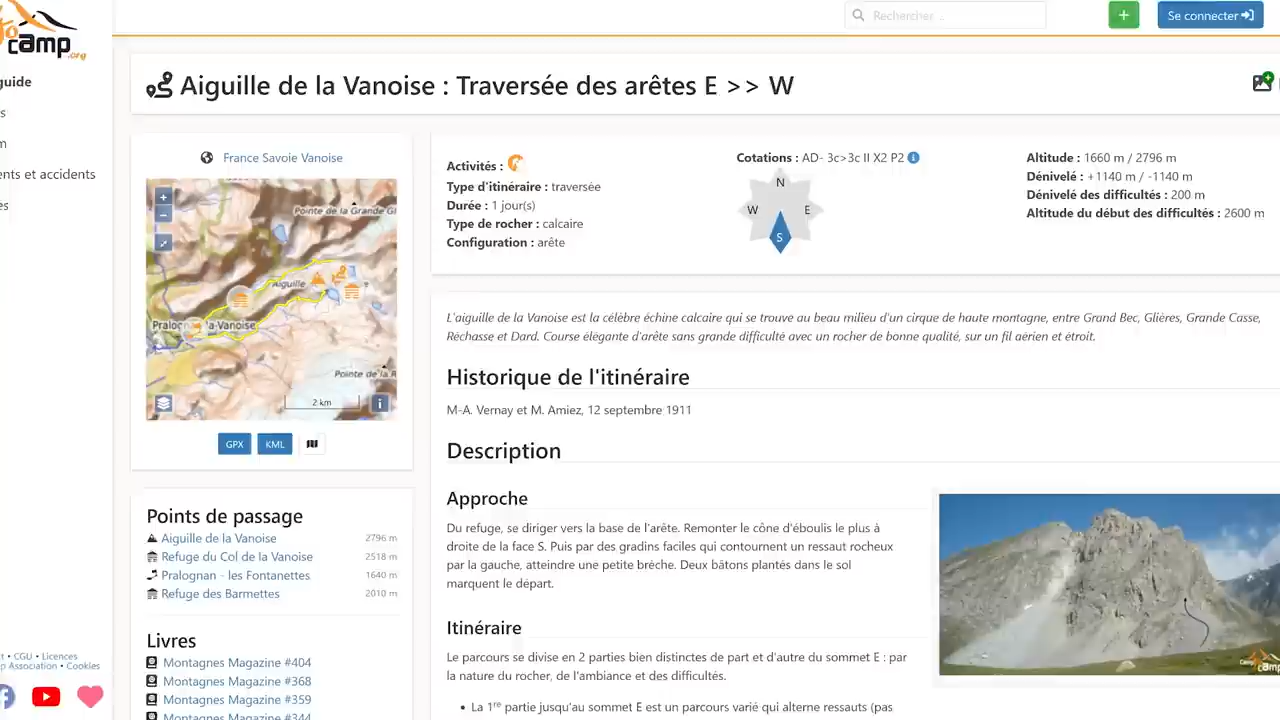 camp
.org
Rechercher ..
Se connecter
guide
ents et accidents
Aiguille de la Vanoise : Traversée des arêtes E >> W
France Savoie Vanoise
Pointe de la Grande Gl
Aiguille
Pralognan-la-Vanoise
Pointe de la R
2 km
GPX KML
Points de passage
Aiguille de la Vanoise 2796 m
Refuge du Col de la Vanoise 2518 m
Pralognan - les Fontanettes 1640 m
Refuge des Barmettes 2010 m
Livres
Montagnes Magazine #404
Montagnes Magazine #368
Montagnes Magazine #359
Montagnes Magazine #344
• CGU • Licences
p Association • Cookies
Activités :
Type d'itinéraire : traversée
Durée : 1 jour(s)
Type de rocher : calcaire
Configuration : arête
Cotations : AD- 3c>3c II X2 P2
N
W E
S
Altitude : 1660 m / 2796 m
Dénivelé : +1140 m / -1140 m
Dénivelé des difficultés : 200 m
Altitude du début des difficultés : 2600 m
L'aiguille de la Vanoise est la célèbre échine calcaire qui se trouve au beau milieu d'un cirque de haute montagne, entre Grand Bec, Glières, Grande Casse,
Réchasse et Dard. Course élégante d'arête sans grande difficulté avec un rocher de bonne qualité, sur un fil aérien et étroit.
Historique de l'itinéraire
M-A. Vernay et M. Amiez, 12 septembre 1911
Description
Approche
Du refuge, se diriger vers la base de l'arête. Remonter le cône d'éboulis le plus à
droite de la face S. Puis par des gradins faciles qui contournent un ressaut rocheux
par la gauche, atteindre une petite brèche. Deux bâtons plantés dans le sol
marquent le départ.
Itinéraire
Le parcours se divise en 2 parties bien distinctes de part et d'autre du sommet E : par
la nature du rocher, de l'ambiance et des difficultés.
• La 1re partie jusqu'au sommet E est un parcours varié qui alterne ressauts (pas